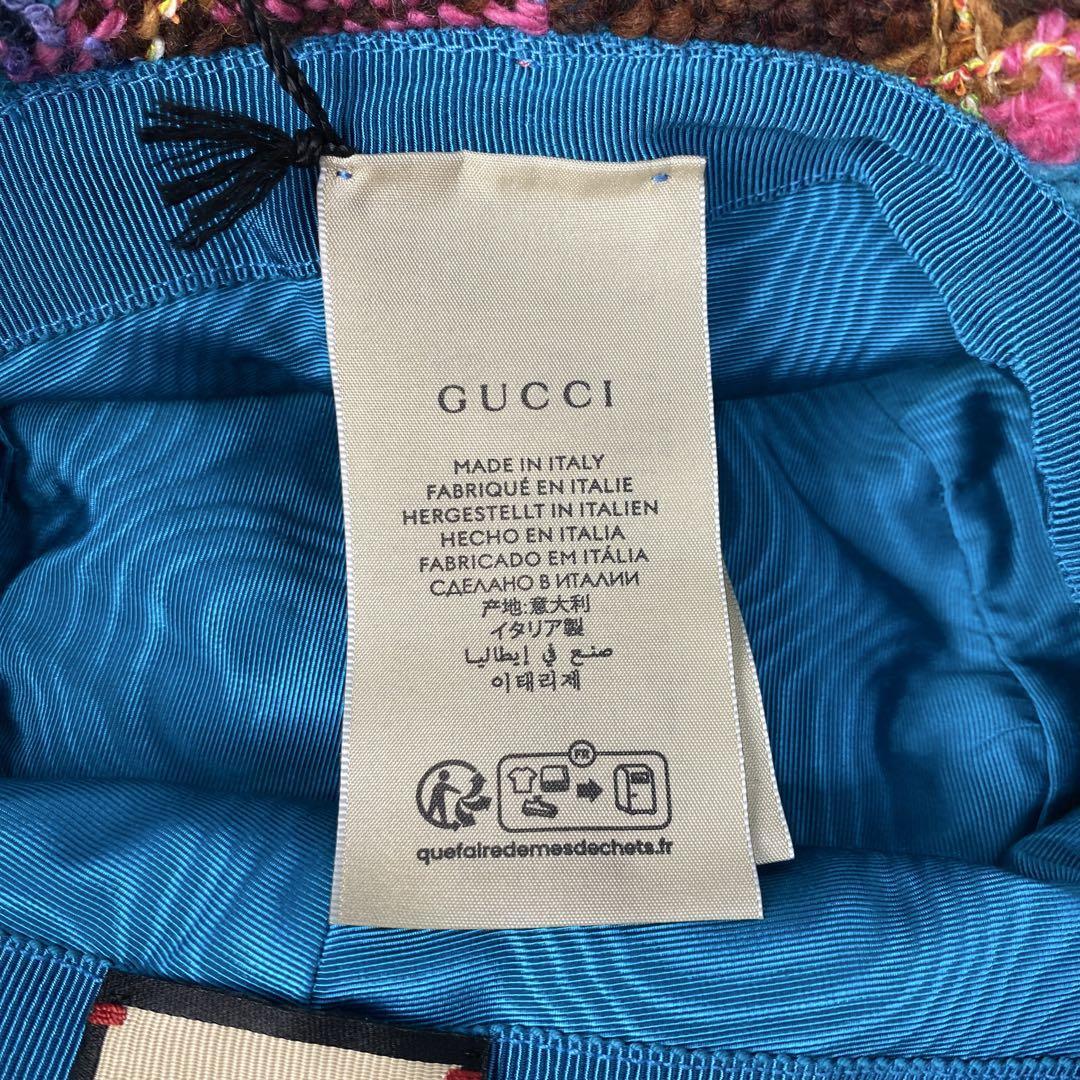 GUCCI
MADE IN ITALY
FABRIQUÉ EN ITALIE
HERGESTELLT IN ITALIEN
HECHO EN ITALIA
FABRICADO EM ITÁLIA
СДЕЛАНО В ИТАЛИИ
产地:意大利
イタリア製
صنع في إيطاليا
이태리제
FR
quefairedemesdechets.fr